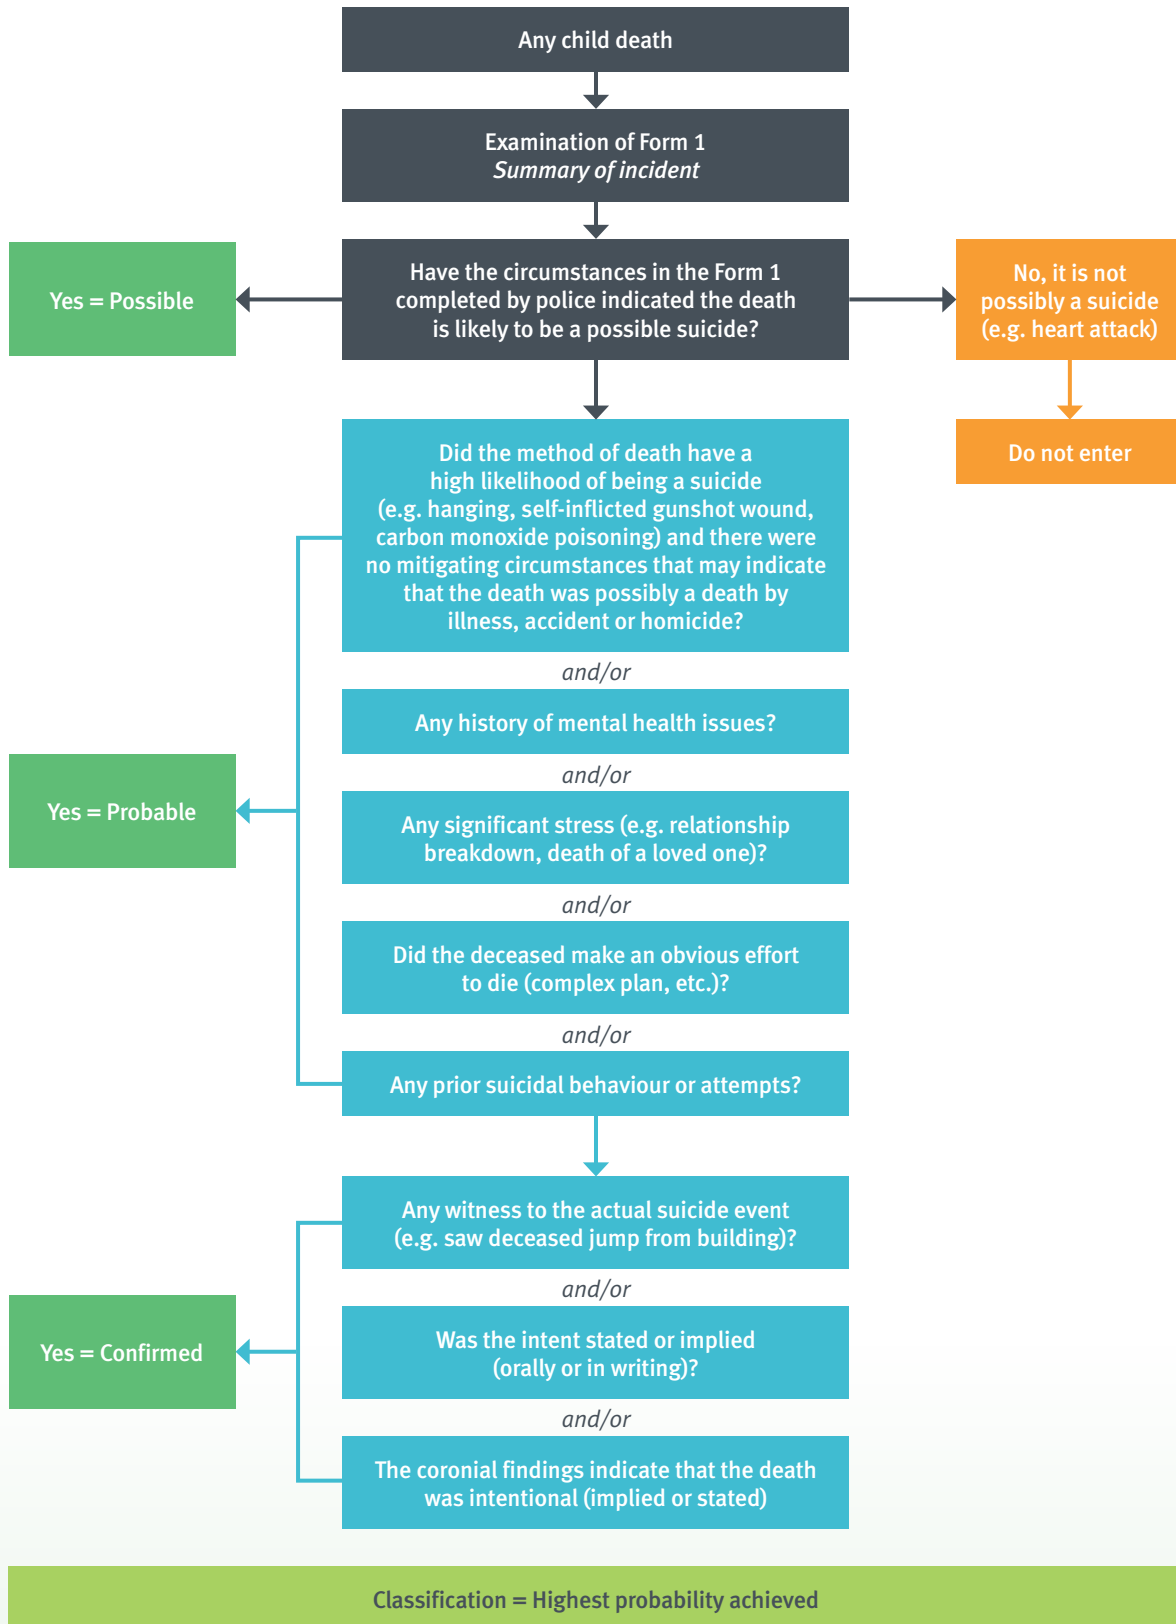 Any child death
Examination of Form 1
Summary of incident
Yes = Possible
Have the circumstances in the Form 1
completed by police indicated the death
is likely to be a possible suicide?
No, it is not
possibly a suicide
(e.g. heart attack)
Do not enter
Did the method of death have a
high likelihood of being a suicide
(e.g. hanging, self-inflicted gunshot wound,
carbon monoxide poisoning) and there were
no mitigating circumstances that may indicate
that the death was possibly a death by
illness, accident or homicide?
and/or
Any history of mental health issues?
and/or
Yes = Probable
Any significant stress (e.g. relationship
breakdown, death of a loved one)?
and/or
Did the deceased make an obvious effort
to die (complex plan, etc.)?
and/or
Any prior suicidal behaviour or attempts?
Any witness to the actual suicide event
(e.g. saw deceased jump from building)?
and/or
Yes = Confirmed
Was the intent stated or implied
(orally or in writing)?
and/or
The coronial findings indicate that the death
was intentional (implied or stated)
Classification = Highest probability achieved